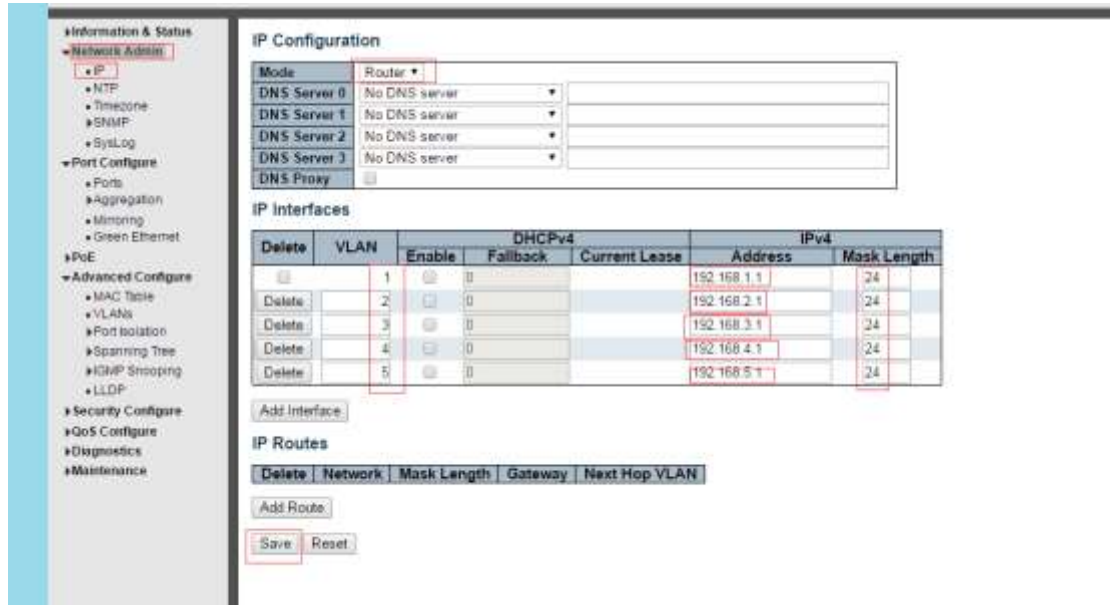 Information & Status
Network Admin
IP
NTP
Timezone
SNMP
SysLog
Port Configure
Ports
Aggregation
Mirroring
Green Ethernet
PoE
Advanced Configure
MAC Table
VLANs
Port Isolation
Spanning Tree
IGMP Snooping
LLDP
Security Configure
QoS Configure
Diagnostics
Maintenance
IP Configuration
Mode Router
DNS Server 0 No DNS server
DNS Server 1 No DNS server
DNS Server 2 No DNS server
DNS Server 3 No DNS server
DNS Proxy
IP Interfaces
Delete VLAN DHCPv4 IPv4
Enable Fallback Current Lease Address Mask Length
1 0 192.168.1.1 24
Delete 2 0 192.168.2.1 24
Delete 3 0 192.168.3.1 24
Delete 4 0 192.168.4.1 24
Delete 5 0 192.168.5.1 24
Add Interface
IP Routes
Delete Network Mask Length Gateway Next Hop VLAN
Add Route
Save Reset